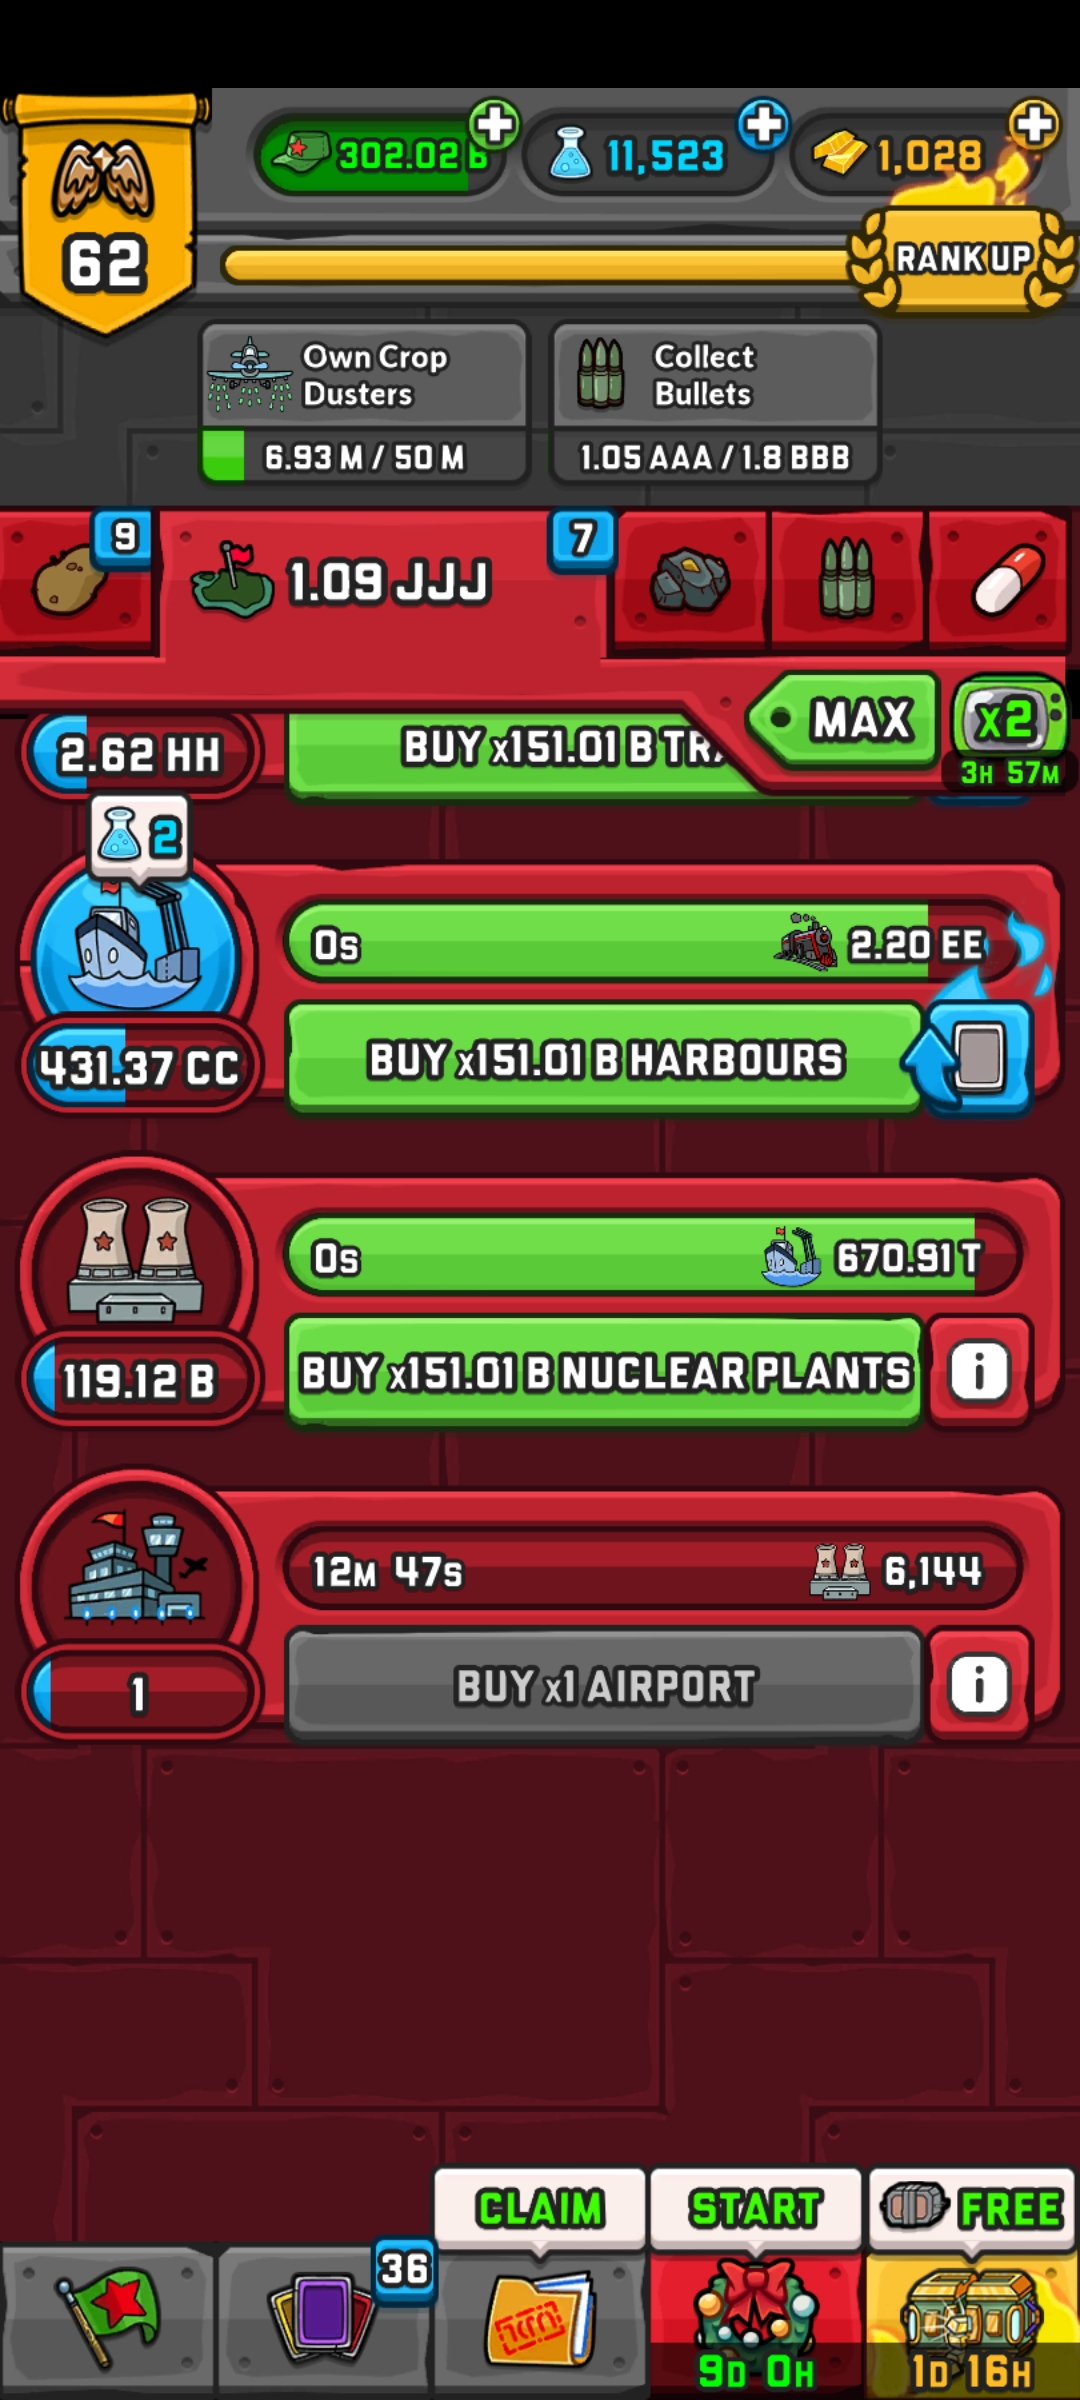 302.02 B
11,523
1,028
62
RANK UP
Own Crop
Dusters
6.93 M / 50 M
Collect
Bullets
1.05 AAA / 1.8 BBB
9
1.09 JJJ
7
MAX
x2
3H 57M
2.62 HH
BUY x151.01 B TRA
2
0s
2.20 EE
431.37 CC
BUY x151.01 B HARBOURS
0s
670.91 T
119.12 B
BUY x151.01 B NUCLEAR PLANTS
i
12M 47s
6,144
1
BUY x1 AIRPORT
i
CLAIM
START
FREE
36
9D 0H
1D 16H